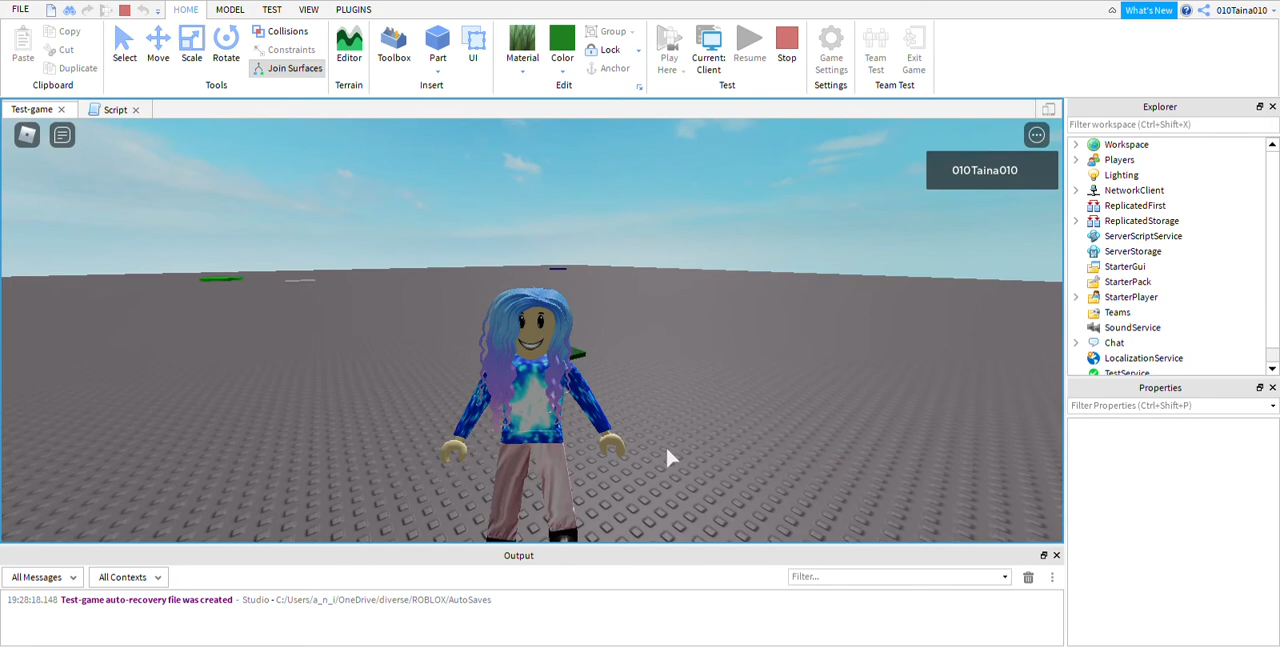 FILE HOME MODEL TEST VIEW PLUGINS What's New 010Taina010
Paste Copy Cut Duplicate Select Move Scale Rotate Collisions Constraints Join Surfaces Editor Toolbox Part UI Material Color Group Lock Anchor Play Here Current: Client Resume Stop Game Settings Team Test Exit Game
Clipboard Tools Terrain Insert Edit Test Settings Team Test
Test-game Script
Explorer
Filter workspace (Ctrl+Shift+X)
Workspace
Players
Lighting
NetworkClient
ReplicatedFirst
ReplicatedStorage
ServerScriptService
ServerStorage
StarterGui
StarterPack
StarterPlayer
Teams
SoundService
Chat
LocalizationService
TestService
010Taina010
Properties
Filter Properties (Ctrl+Shift+P)
Output
All Messages All Contexts Filter...
19:28:18.148 Test-game auto-recovery file was created - Studio - C:/Users/a_n_i/OneDrive/diverse/ROBLOX/AutoSaves